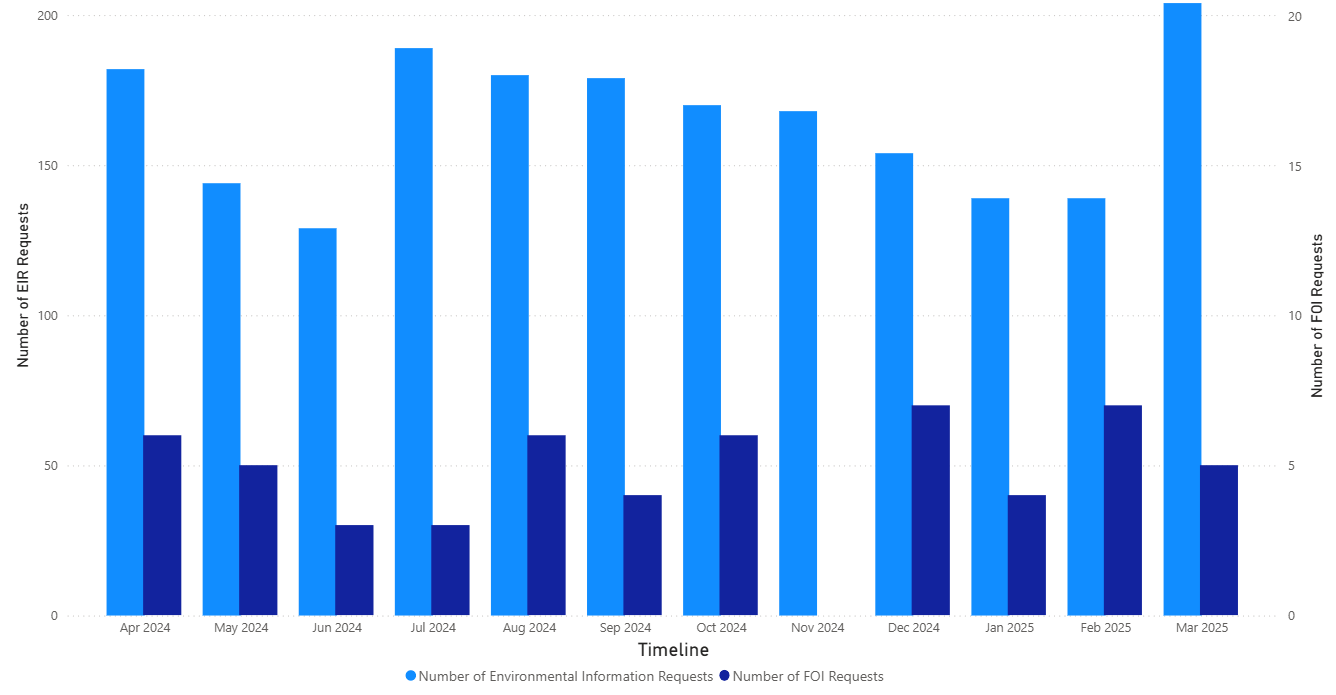 Number of EIR Requests
200
150
100
50
0
20
15
10
5
0
Number of FOI Requests
Apr 2024 May 2024 Jun 2024 Jul 2024 Aug 2024 Sep 2024 Oct 2024 Nov 2024 Dec 2024 Jan 2025 Feb 2025 Mar 2025
Timeline
Number of Environmental Information Requests Number of FOI Requests